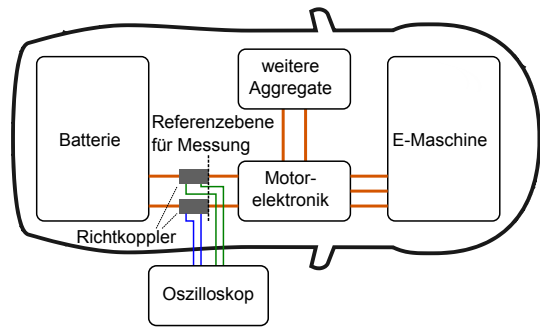 weitere
Aggregate
Batterie
Referenzebene
für Messung
E-Maschine
Motor-
elektronik
Richtkoppler
Oszilloskop